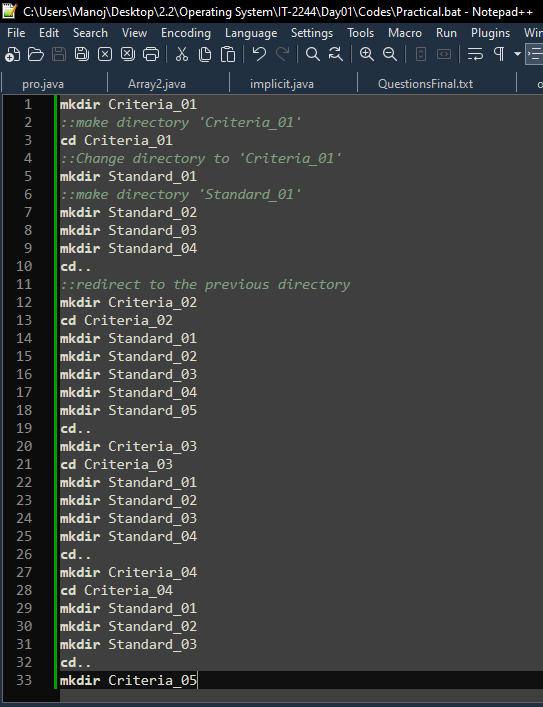 C:\Users\Manoj\Desktop\2.2\Operating System\IT-2244\Day01\Codes\Practical.bat - Notepad++
File Edit Search View Encoding Language Settings Tools Macro Run Plugins Win
pro.java Array2.java implicit.java QuestionsFinal.txt o
1 mkdir Criteria_01
2 ::make directory 'Criteria_01'
3 cd Criteria_01
4 ::Change directory to 'Criteria_01'
5 mkdir Standard_01
6 ::make directory 'Standard_01'
7 mkdir Standard_02
8 mkdir Standard_03
9 mkdir Standard_04
10 cd..
11 ::redirect to the previous directory
12 mkdir Criteria_02
13 cd Criteria_02
14 mkdir Standard_01
15 mkdir Standard_02
16 mkdir Standard_03
17 mkdir Standard_04
18 mkdir Standard_05
19 cd..
20 mkdir Criteria_03
21 cd Criteria_03
22 mkdir Standard_01
23 mkdir Standard_02
24 mkdir Standard_03
25 mkdir Standard_04
26 cd..
27 mkdir Criteria_04
28 cd Criteria_04
29 mkdir Standard_01
30 mkdir Standard_02
31 mkdir Standard_03
32 cd..
33 mkdir Criteria_05